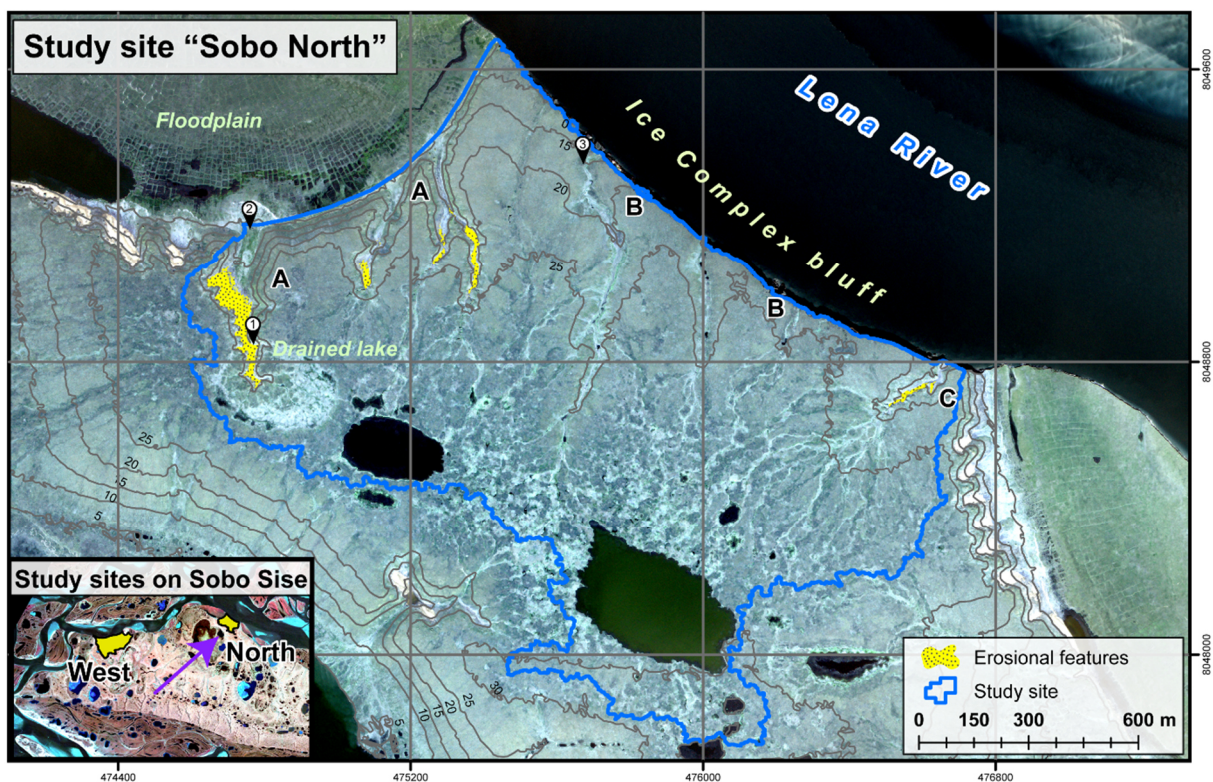 Study site “Sobo North”
Floodplain
Lena River
Ice Complex bluff
8049600
0
15
3
20
A
B
2
A
25
B
1
Drained lake
8048800
C
25
20
15
10
5
Study sites on Sobo Sise
West
North
30
25
20
15
10
5
8048000
Erosional features
Study site
0 150 300 600 m
474400 475200 476000 476800